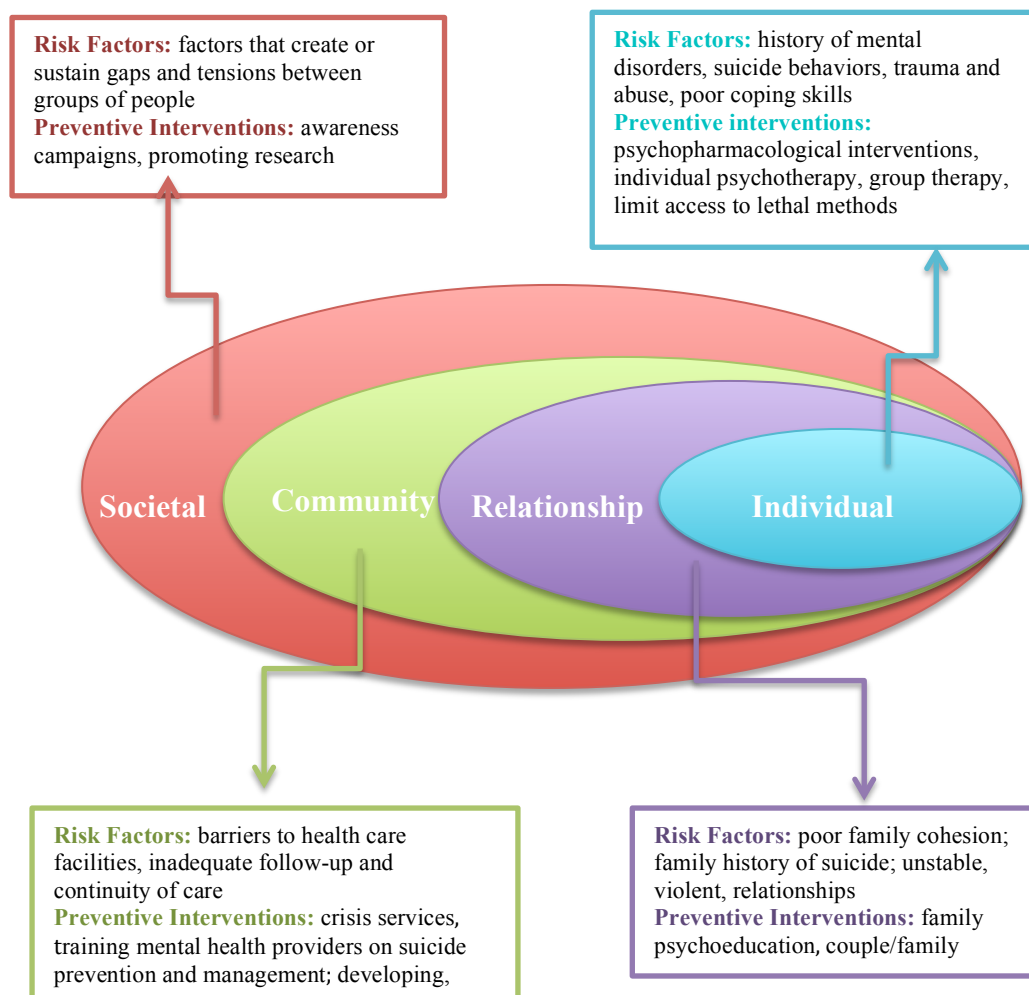 Risk Factors: factors that create or
sustain gaps and tensions between
groups of people
Preventive Interventions: awareness
campaigns, promoting research
Risk Factors: history of mental
disorders, suicide behaviors, trauma and
abuse, poor coping skills
Preventive interventions:
psychopharmacological interventions,
individual psychotherapy, group therapy,
limit access to lethal methods
Societal
Community
Relationship
Individual
Risk Factors: barriers to health care
facilities, inadequate follow-up and
continuity of care
Preventive Interventions: crisis services,
training mental health providers on suicide
prevention and management; developing,
Risk Factors: poor family cohesion;
family history of suicide; unstable,
violent, relationships
Preventive Interventions: family
psychoeducation, couple/family